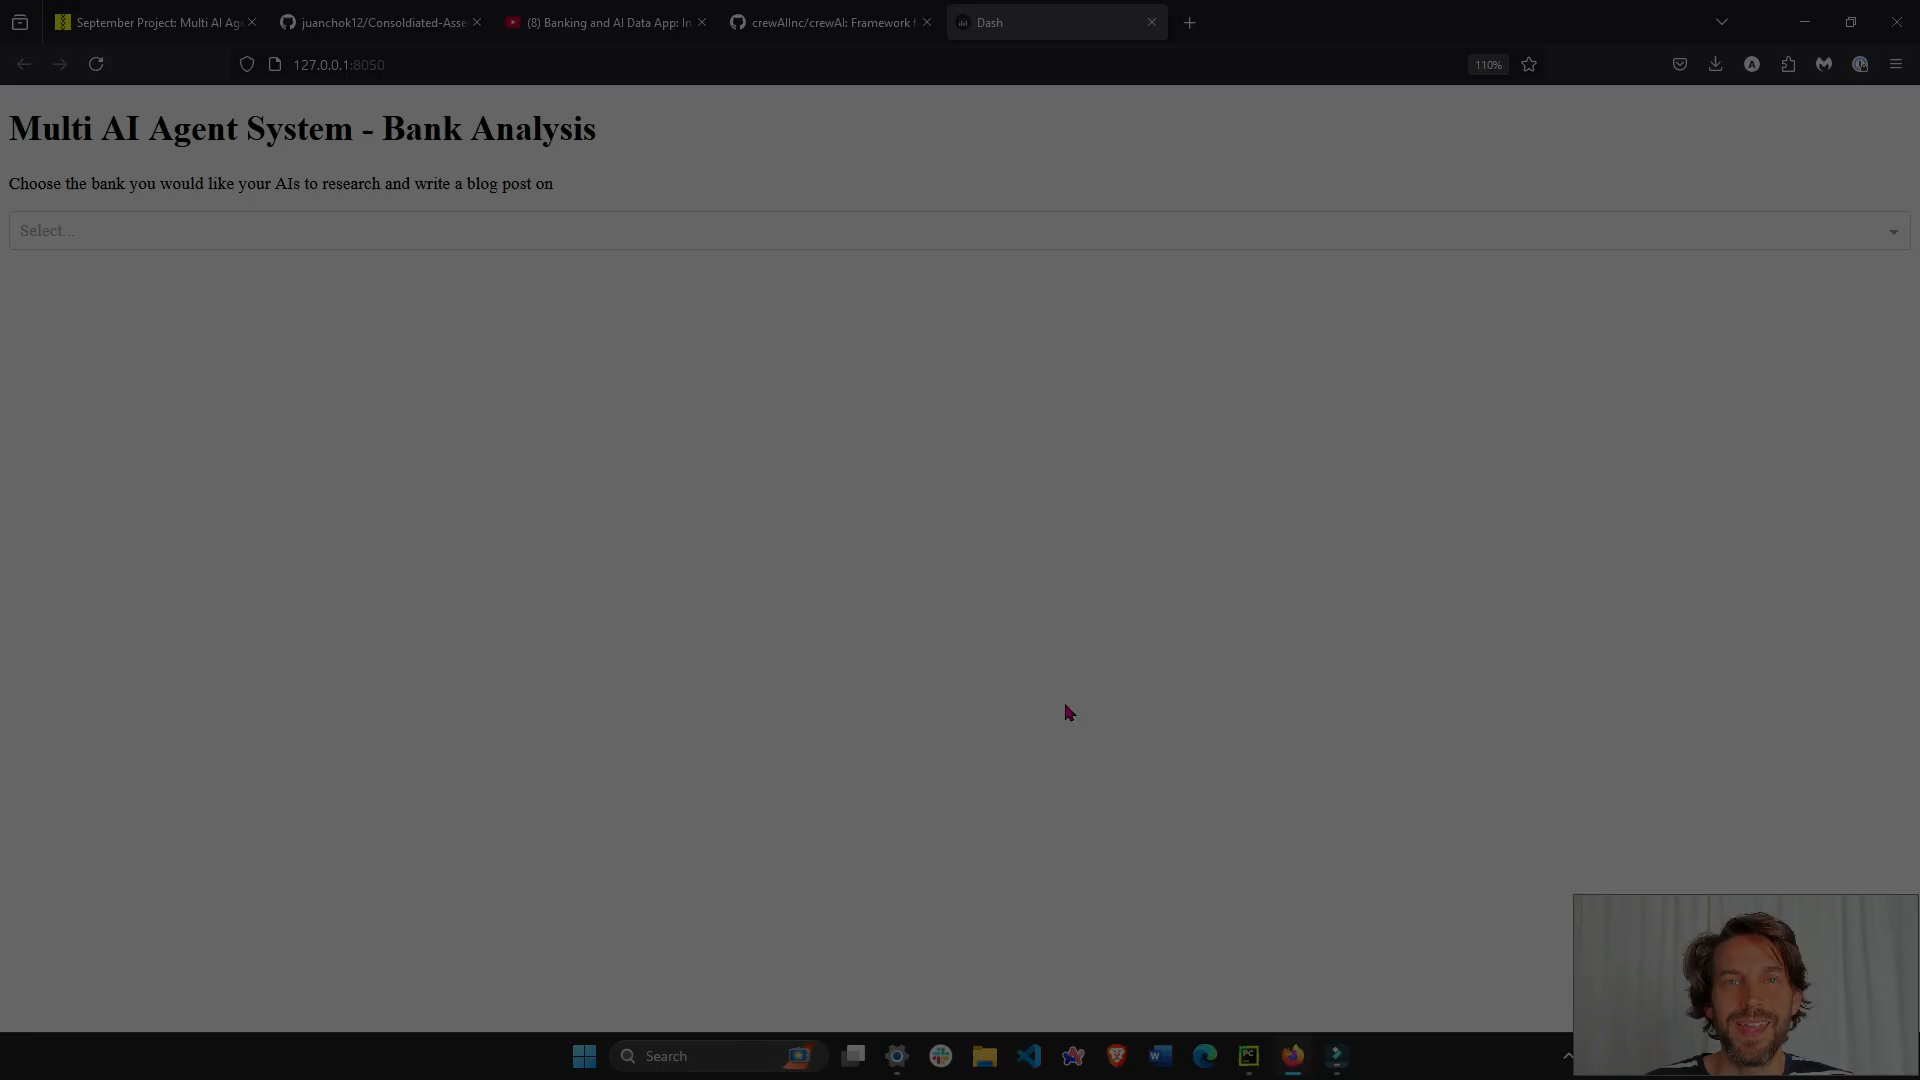 September Project: Multi AI Age
juanchok12/Consoldiated-Asse
(8) Banking and AI Data App: In
crewAIInc/crewAI: Framework f
Dash
127.0.0.1:8050
110%
Multi AI Agent System - Bank Analysis
Choose the bank you would like your AIs to research and write a blog post on
Select...
Search